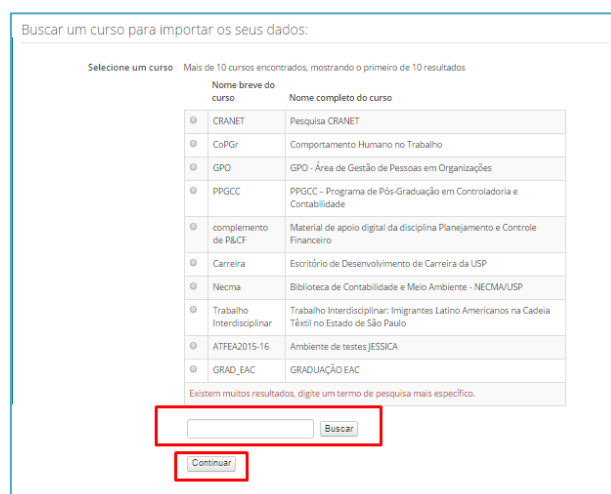 Buscar um curso para importar os seus dados:
Selecione um curso Mais de 10 cursos encontrados, mostrando o primeiro de 10 resultados
Nome breve do
curso Nome completo do curso
CRANET Pesquisa CRANET
CoPGr Comportamento Humano no Trabalho
GPO GPO - Área de Gestão de Pessoas em Organizações
PPGCC PPGCC – Programa de Pós-Graduação em Controladoria e
Contabilidade
complemento Material de apoio digital da disciplina Planejamento e Controle
de P&CF Financeiro
Carreira Escritório de Desenvolvimento de Carreira da USP
Necma Biblioteca de Contabilidade e Meio Ambiente - NECMA/USP
Trabalho Trabalho Interdisciplinar: Imigrantes Latino Americanos na Cadeia
Interdisciplinar Têxtil no Estado de São Paulo
ATFEA2015-16 Ambiente de testes JESSICA
GRAD_EAC GRADUAÇÃO EAC
Existem muitos resultados, digite um termo de pesquisa mais específico.
Buscar
Continuar